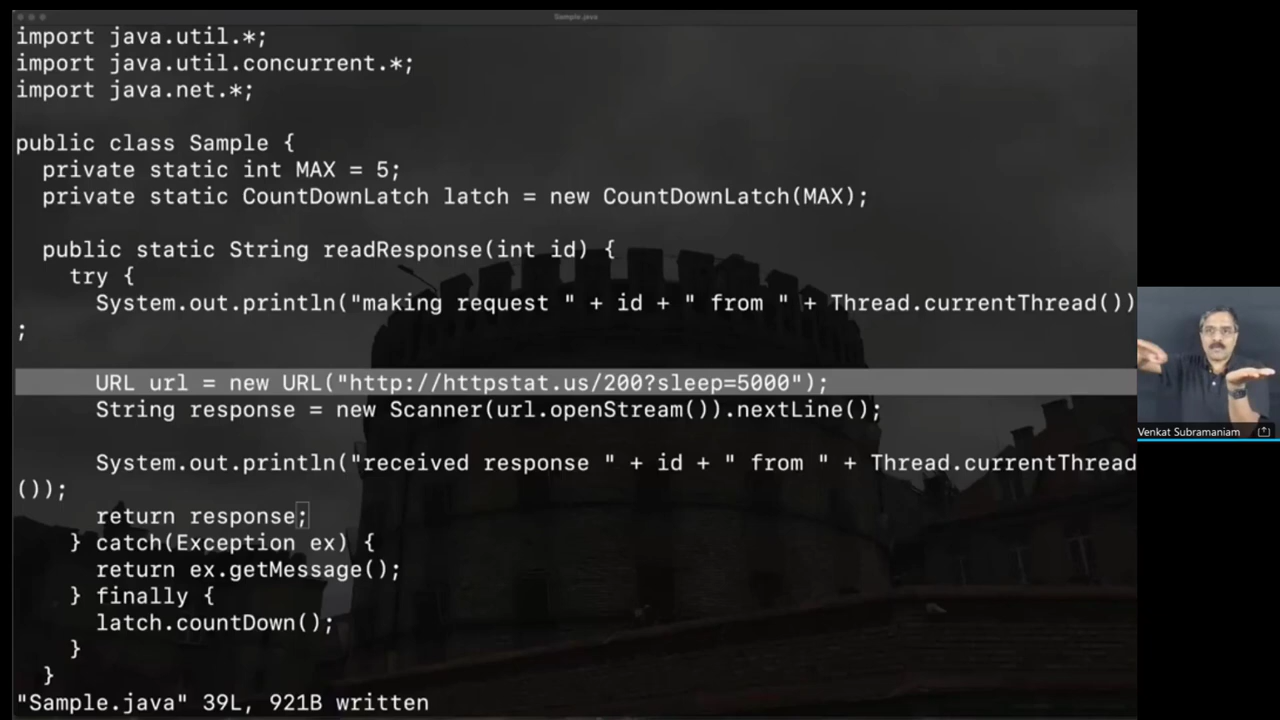 Sample.java
import java.util.*;
import java.util.concurrent.*;
import java.net.*;
public class Sample {
private static int MAX = 5;
private static CountDownLatch latch = new CountDownLatch(MAX);
public static String readResponse(int id) {
try {
System.out.println("making request " + id + " from " + Thread.currentThread())
;
URL url = new URL("http://httpstat.us/200?sleep=5000");
String response = new Scanner(url.openStream()).nextLine();
System.out.println("received response " + id + " from " + Thread.currentThread
());
return response;
} catch(Exception ex) {
return ex.getMessage();
} finally {
latch.countDown();
}
}
"Sample.java" 39L, 921B written
Venkat Subramaniam